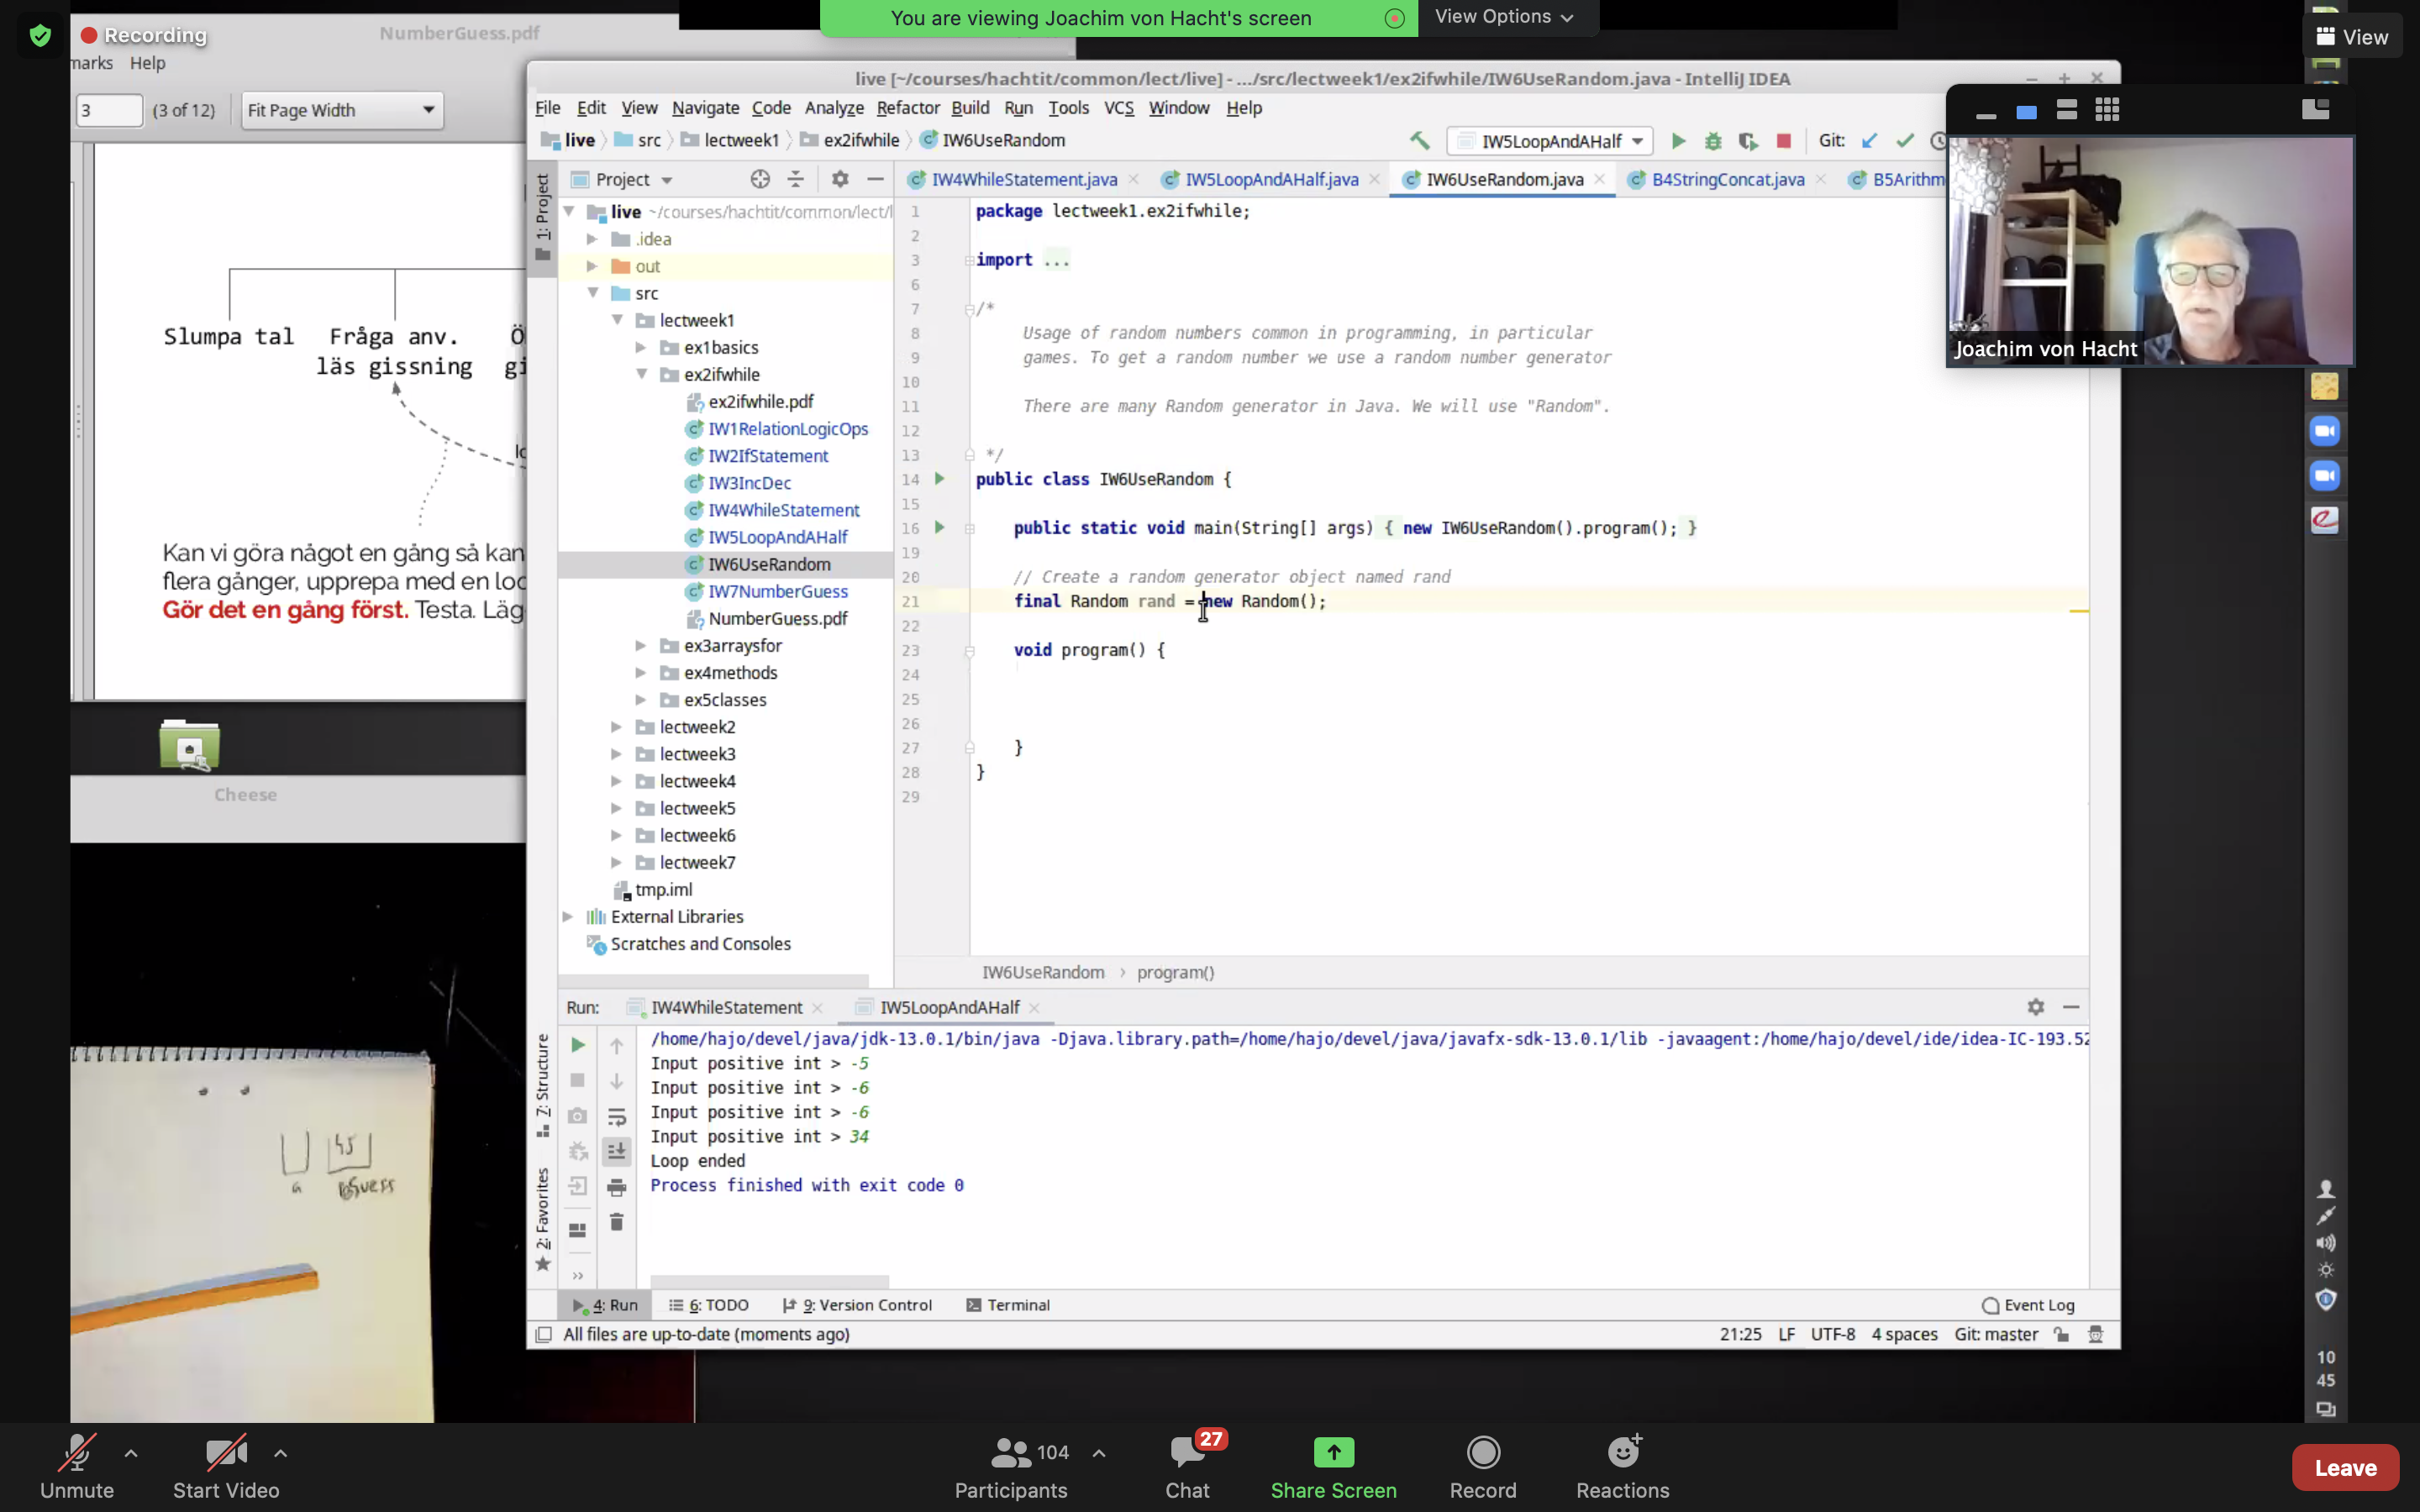 You are viewing Joachim von Hacht's screen
View Options
Recording
View
NumberGuess.pdf
marks Help
3 (3 of 12) Fit Page Width
Slumpa tal Fråga anv.
läs gissning
Kan vi göra något en gång så kan
flera gånger, upprepa med en loo
Gör det en gång först. Testa. Läg
Cheese
45
a
live [~/courses/hachtit/common/lect/live] - .../src/lectweek1/ex2ifwhile/IW6UseRandom.java - IntelliJ IDEA
File Edit View Navigate Code Analyze Refactor Build Run Tools VCS Window Help
live src lectweek1 ex2ifwhile IW6UseRandom
IW5LoopAndAHalf Git:
1: Project
Project
IW4WhileStatement.java IW5LoopAndAHalf.java IW6UseRandom.java B4StringConcat.java B5Arithm
live ~/courses/hachtit/common/lect/l
.idea
out
src
lectweek1
ex1basics
ex2ifwhile
ex2ifwhile.pdf
IW1RelationLogicOps
IW2IfStatement
IW3IncDec
IW4WhileStatement
IW5LoopAndAHalf
IW6UseRandom
IW7NumberGuess
NumberGuess.pdf
ex3arraysfor
ex4methods
ex5classes
lectweek2
lectweek3
lectweek4
lectweek5
lectweek6
lectweek7
tmp.iml
External Libraries
Scratches and Consoles
1 package lectweek1.ex2ifwhile;
2
3 import ...
6
7 /*
8 Usage of random numbers common in programming, in particular
9 games. To get a random number we use a random number generator
10
11 There are many Random generator in Java. We will use "Random".
12
13 */
14 public class IW6UseRandom {
15
16 public static void main(String[] args) { new IW6UseRandom().program(); }
19
20 // Create a random generator object named rand
21 final Random rand = new Random();
22
23 void program() {
24
25
26
27 }
28 }
29
IW6UseRandom › program()
Joachim von Hacht
Run: IW4WhileStatement IW5LoopAndAHalf
/home/hajo/devel/java/jdk-13.0.1/bin/java -Djava.library.path=/home/hajo/devel/java/javafx-sdk-13.0.1/lib -javaagent:/home/hajo/devel/ide/idea-IC-193.52
Input positive int > -5
Input positive int > -6
Input positive int > -6
Input positive int > 34
Loop ended
Process finished with exit code 0
7: Structure
2: Favorites
4: Run 6: TODO 9: Version Control Terminal Event Log
All files are up-to-date (moments ago) 21:25 LF UTF-8 4 spaces Git: master
10
45
Unmute Start Video 104 Participants 27 Chat Share Screen Record Reactions Leave